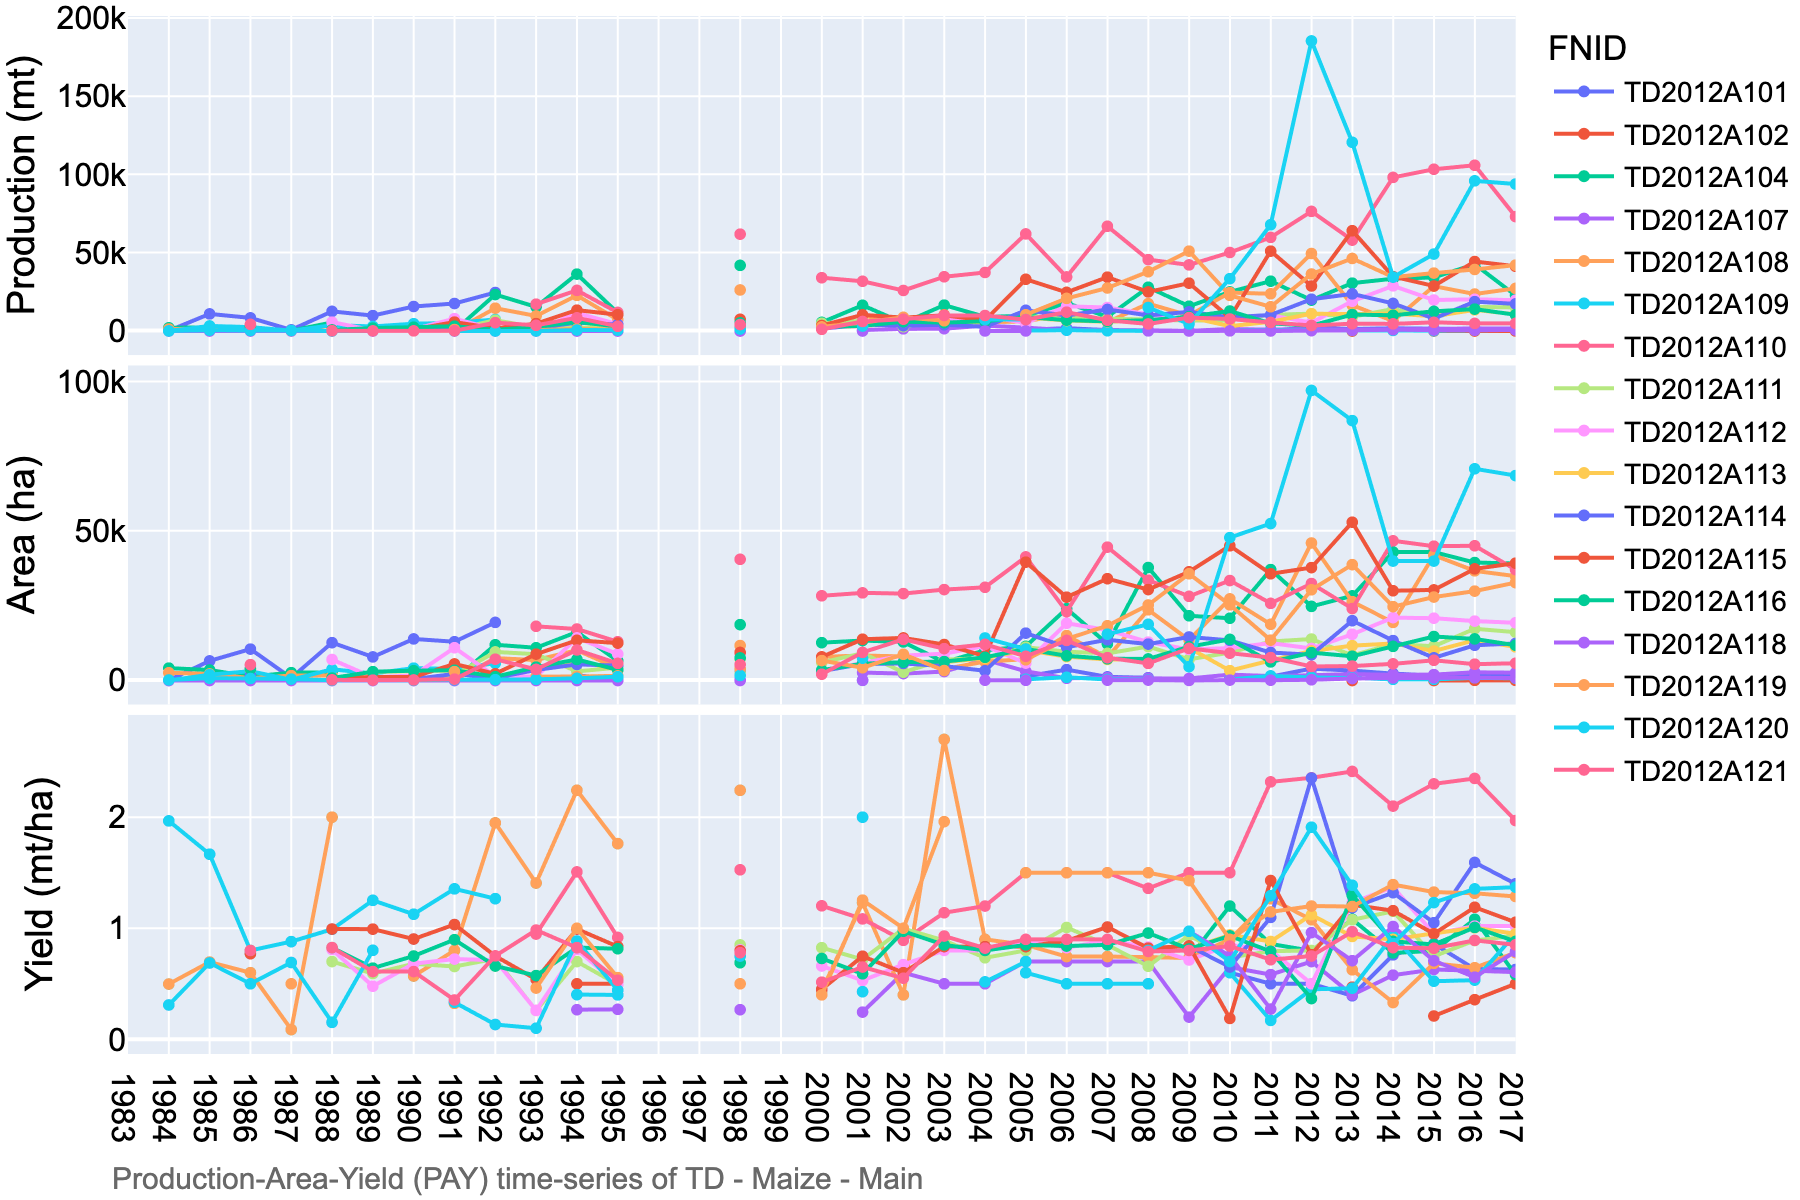 Production (mt)
200k
150k
100k
50k
0
Area (ha)
100k
50k
0
Yield (mt/ha)
2
1
0
1983 1984 1985 1986 1987 1988 1989 1990 1991 1992 1993 1994 1995 1996 1997 1998 1999 2000 2001 2002 2003 2004 2005 2006 2007 2008 2009 2010 2011 2012 2013 2014 2015 2016 2017
Production-Area-Yield (PAY) time-series of TD - Maize - Main
FNID
TD2012A101
TD2012A102
TD2012A104
TD2012A107
TD2012A108
TD2012A109
TD2012A110
TD2012A111
TD2012A112
TD2012A113
TD2012A114
TD2012A115
TD2012A116
TD2012A118
TD2012A119
TD2012A120
TD2012A121